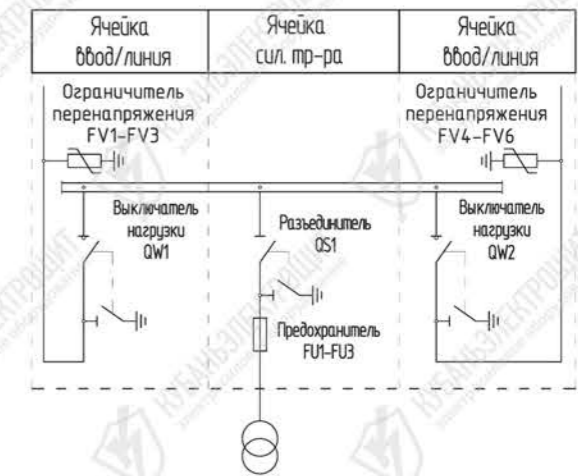 Ячейка
ввод/линия
Ячейка
сил. тр-ра
Ячейка
ввод/линия
Ограничитель
перенапряжения
FV1-FV3
Ограничитель
перенапряжения
FV4-FV6
Выключатель
нагрузки
QW1
Разъединитель
QS1
Выключатель
нагрузки
QW2
Предохранитель
FU1-FU3
КУБАНЬЭЛЕКТРОЩИТ